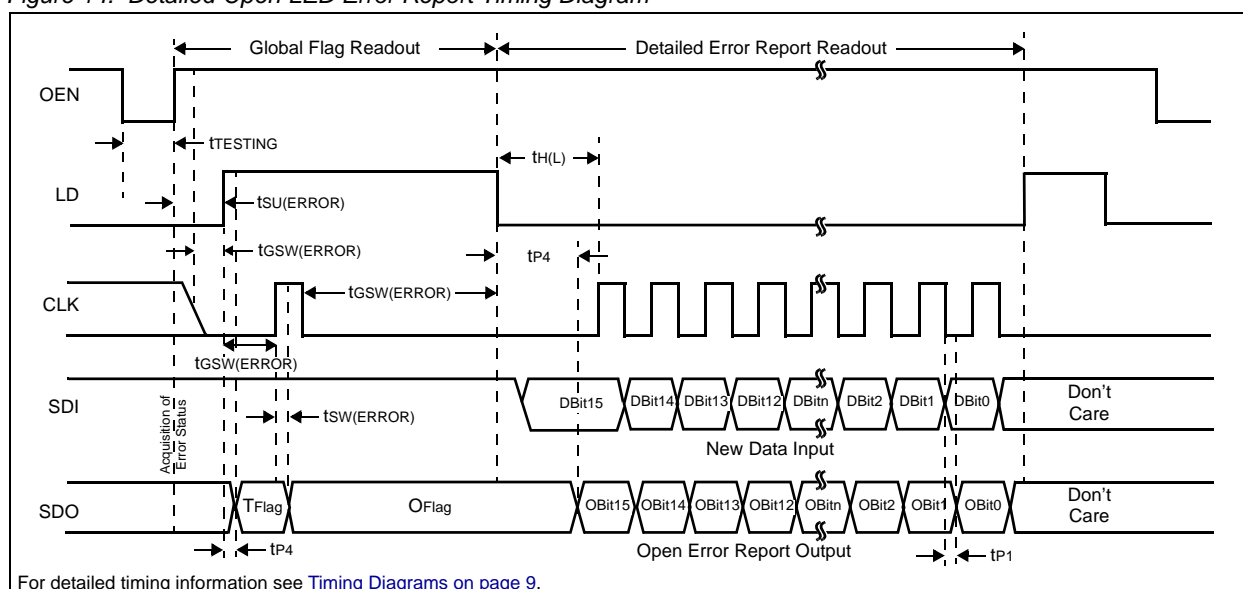 Figure 14. Detailed Open LED Error Report Timing Diagram
Global Flag Readout
Detailed Error Report Readout
OEN
tTESTING
tH(L)
LD
tSU(ERROR)
tGSW(ERROR)
tP4
CLK
tGSW(ERROR)
tGSW(ERROR)
SDI
DBit15
DBit14
DBit13
DBit12
DBitn
DBit2
DBit1
DBit0
Don't
Care
tSW(ERROR)
New Data Input
Acquisition of
Error Status
SDO
TFlag
OFlag
OBit15
OBit14
OBit13
OBit12
OBitn
OBit2
OBit1
OBit0
Don't
Care
tP4
Open Error Report Output
tP1
For detailed timing information see Timing Diagrams on page 9.